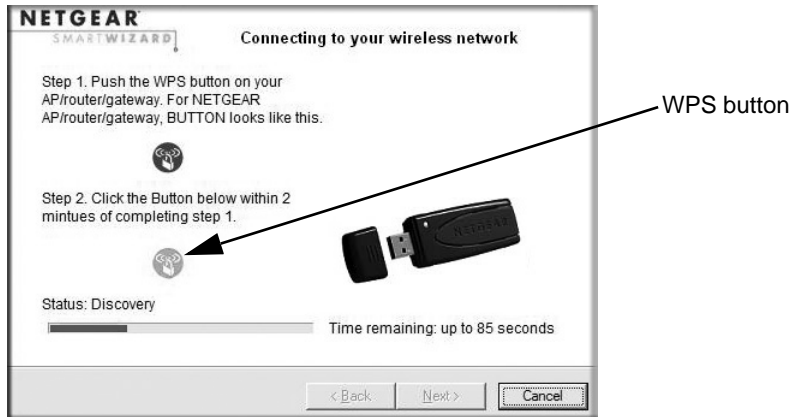 NETGEAR
SMARTWIZARD
Connecting to your wireless network
Step 1. Push the WPS button on your
AP/router/gateway. For NETGEAR
AP/router/gateway, BUTTON looks like this.
WPS button
Step 2. Click the Button below within 2
mintues of completing step 1.
NETGEAR
Status: Discovery
Time remaining: up to 85 seconds
< Back
Next >
Cancel